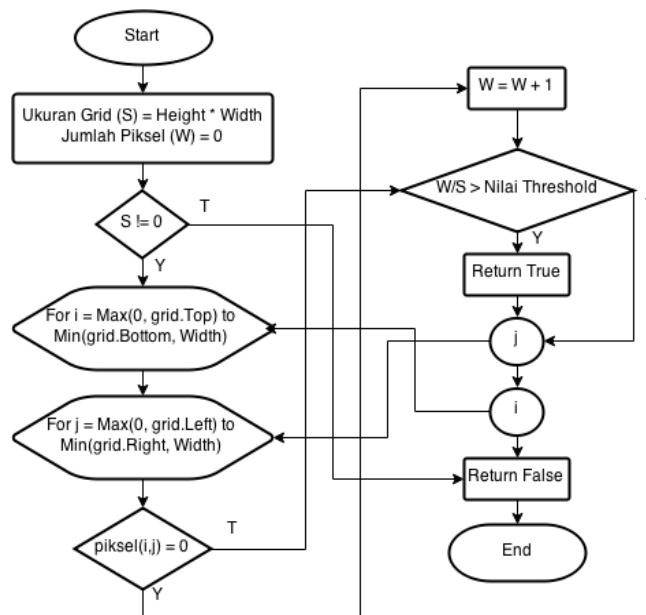 Start
Ukuran Grid (S) = Height * Width
Jumlah Piksel (W) = 0
S != 0
T
Y
For i = Max(0, grid.Top) to
Min(grid.Bottom, Width)
For j = Max(0, grid.Left) to
Min(grid.Right, Width)
piksel(i,j) = 0
T
Y
W = W + 1
W/S > Nilai Threshold
Y
Return True
j
i
Return False
End